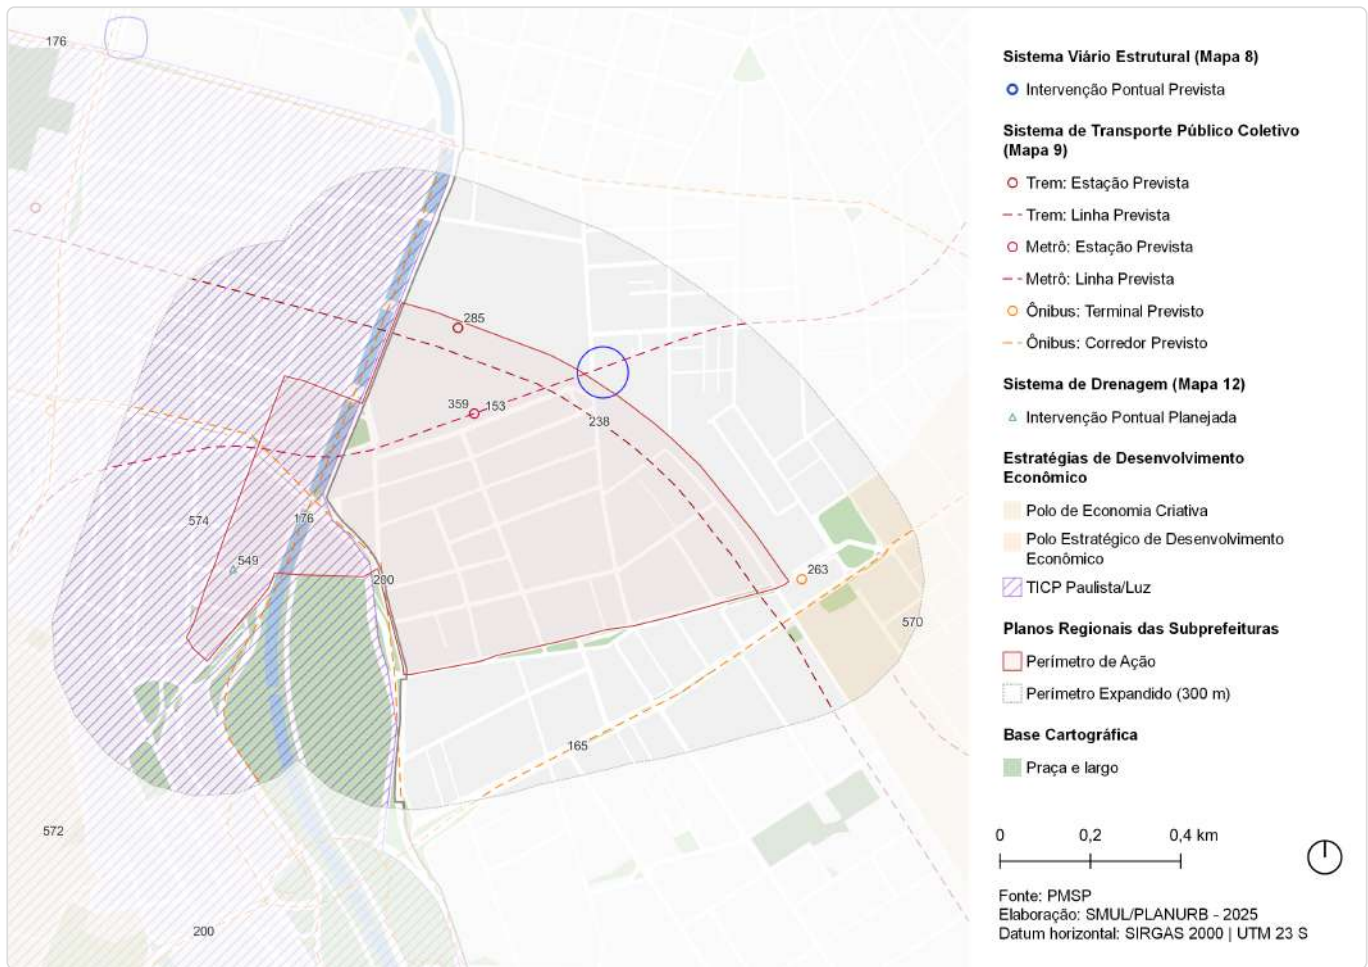 176
285
359
153
238
574
176
549
280
263
570
165
572
200
Sistema Viário Estrutural (Mapa 8)
Intervenção Pontual Prevista
Sistema de Transporte Público Coletivo
(Mapa 9)
Trem: Estação Prevista
Trem: Linha Prevista
Metrô: Estação Prevista
Metrô: Linha Prevista
Ônibus: Terminal Previsto
Ônibus: Corredor Previsto
Sistema de Drenagem (Mapa 12)
Intervenção Pontual Planejada
Estratégias de Desenvolvimento
Econômico
Polo de Economia Criativa
Polo Estratégico de Desenvolvimento
Econômico
TICP Paulista/Luz
Planos Regionais das Subprefeituras
Perímetro de Ação
Perímetro Expandido (300 m)
Base Cartográfica
Praça e largo
0 0,2 0,4 km
Fonte: PMSP
Elaboração: SMUL/PLANURB - 2025
Datum horizontal: SIRGAS 2000 | UTM 23 S